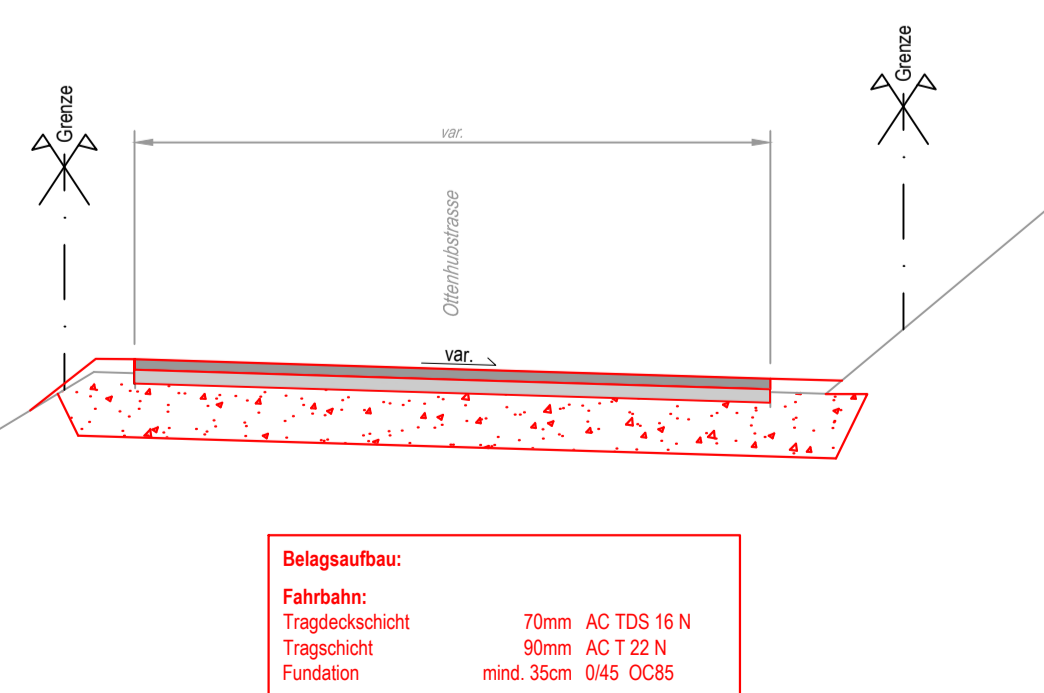 Grenze
Grenze
var.
Ottenhubstrasse
var.
Belagsaufbau:
Fahrbahn:
Tragdeckschicht 70mm AC TDS 16 N
Tragschicht 90mm AC T 22 N
Fundation mind. 35cm 0/45 OC85